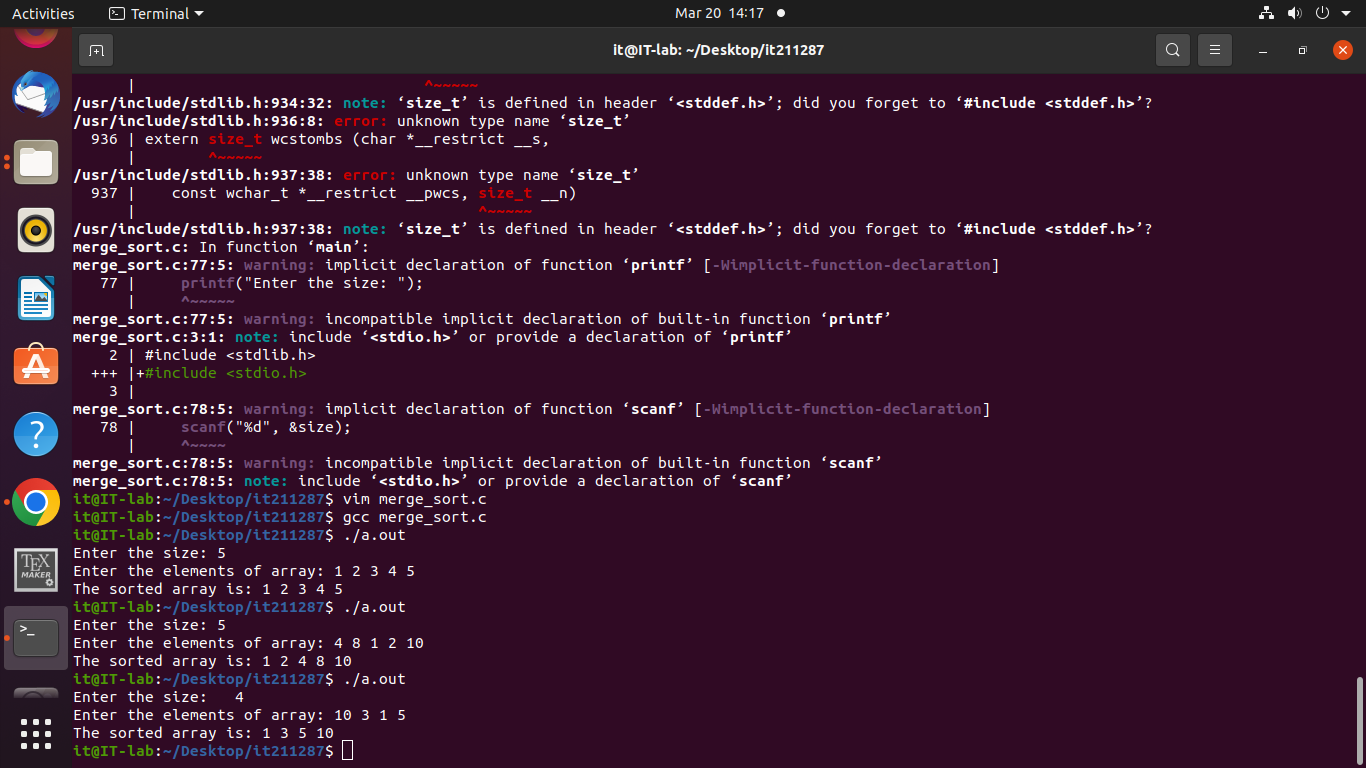 Activities Terminal Mar 20 14:17
it@IT-lab: ~/Desktop/it211287
| ^~~~~~
/usr/include/stdlib.h:934:32: note: ‘size_t’ is defined in header ‘<stddef.h>’; did you forget to ‘#include <stddef.h>’?
/usr/include/stdlib.h:936:8: error: unknown type name ‘size_t’
936 | extern size_t wcstombs (char *__restrict __s,
| ^~~~~~
/usr/include/stdlib.h:937:38: error: unknown type name ‘size_t’
937 | const wchar_t *__restrict __pwcs, size_t __n)
| ^~~~~~
/usr/include/stdlib.h:937:38: note: ‘size_t’ is defined in header ‘<stddef.h>’; did you forget to ‘#include <stddef.h>’?
merge_sort.c: In function ‘main’:
merge_sort.c:77:5: warning: implicit declaration of function ‘printf’ [-Wimplicit-function-declaration]
77 | printf("Enter the size: ");
| ^~~~~~
merge_sort.c:77:5: warning: incompatible implicit declaration of built-in function ‘printf’
merge_sort.c:3:1: note: include ‘<stdio.h>’ or provide a declaration of ‘printf’
2 | #include <stdlib.h>
+++ |+#include <stdio.h>
3 |
merge_sort.c:78:5: warning: implicit declaration of function ‘scanf’ [-Wimplicit-function-declaration]
78 | scanf("%d", &size);
| ^~~~~
merge_sort.c:78:5: warning: incompatible implicit declaration of built-in function ‘scanf’
merge_sort.c:78:5: note: include ‘<stdio.h>’ or provide a declaration of ‘scanf’
it@IT-lab:~/Desktop/it211287$ vim merge_sort.c
it@IT-lab:~/Desktop/it211287$ gcc merge_sort.c
it@IT-lab:~/Desktop/it211287$ ./a.out
Enter the size: 5
Enter the elements of array: 1 2 3 4 5
The sorted array is: 1 2 3 4 5
it@IT-lab:~/Desktop/it211287$ ./a.out
Enter the size: 5
Enter the elements of array: 4 8 1 2 10
The sorted array is: 1 2 4 8 10
it@IT-lab:~/Desktop/it211287$ ./a.out
Enter the size:   4
Enter the elements of array: 10 3 1 5
The sorted array is: 1 3 5 10
it@IT-lab:~/Desktop/it211287$
TEX
MAKER
>_